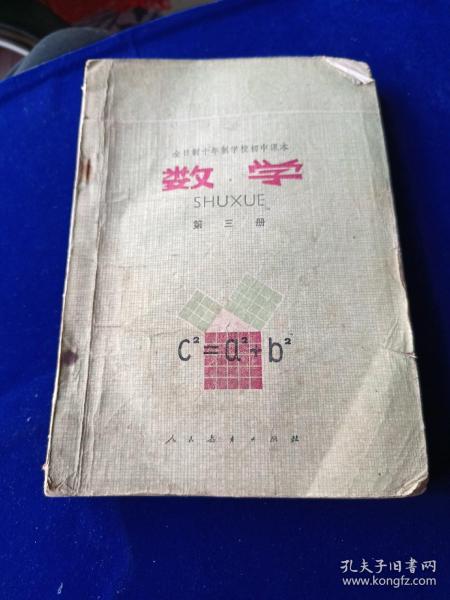 全日制十年制学校初中课本
数学
SHUXUE
第三册
c²=a²+b²
人民教育出版社
孔夫子旧书网
www.kongfz.com